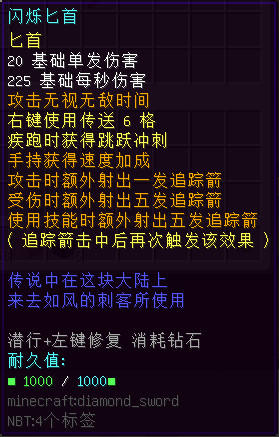 闪烁匕首
匕首
20 基础单发伤害
225 基础每秒伤害
攻击无视无敌时间
右键使用传送 6 格
疾跑时获得跳跃冲刺
手持获得速度加成
攻击时额外射出一发追踪箭
受伤时额外射出五发追踪箭
使用技能时额外射出五发追踪箭
( 追踪箭击中后再次触发该效果 )
传说中在这块大陆上
来去如风的刺客所使用
潜行+左键修复 消耗钻石
耐久值:
■ 1000 / 1000■
minecraft:diamond_sword
NBT:4个标签